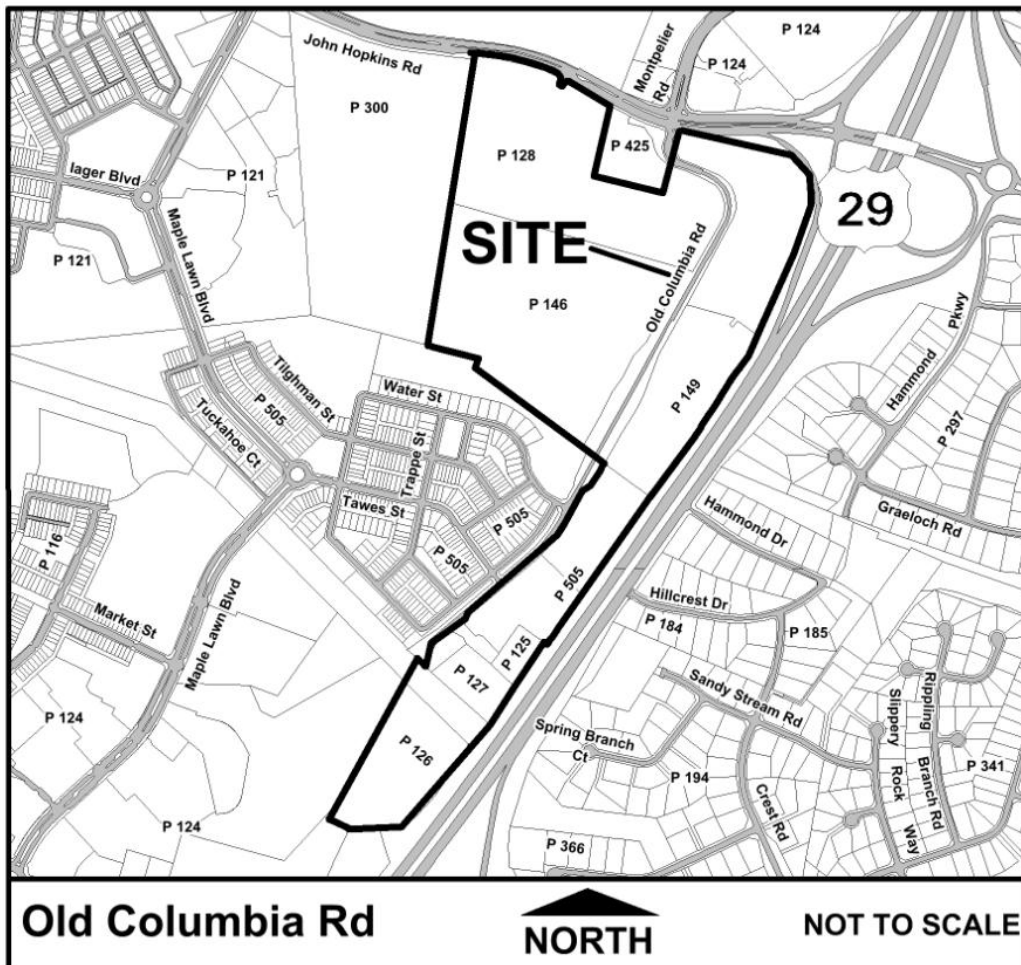 John Hopkins Rd
Montpelier
Rd
P 124
P 124
P 300
P 128
P 425
P 121
Iager Blvd
29
SITE
Maple Lawn Blvd
P 121
Old Columbia Rd
P 146
Hammond
Pkwy
P 149
P 297
Tilghman St
Water St
P 505
Tuckahoe Ct
Trappe St
Tawes St
P 505
P 505
Graeloch Rd
Hammond Dr
P 116
P 505
Hillcrest Dr
P 184
P 185
Market St
Maple Lawn Blvd
P 125
P 127
Sandy Stream Rd
P 124
P 126
Spring Branch
Ct
P 194
Slippery
Rock
Way
Rippling
Branch Rd
P 341
Crest Rd
P 124
P 366
Old Columbia Rd
NORTH
NOT TO SCALE